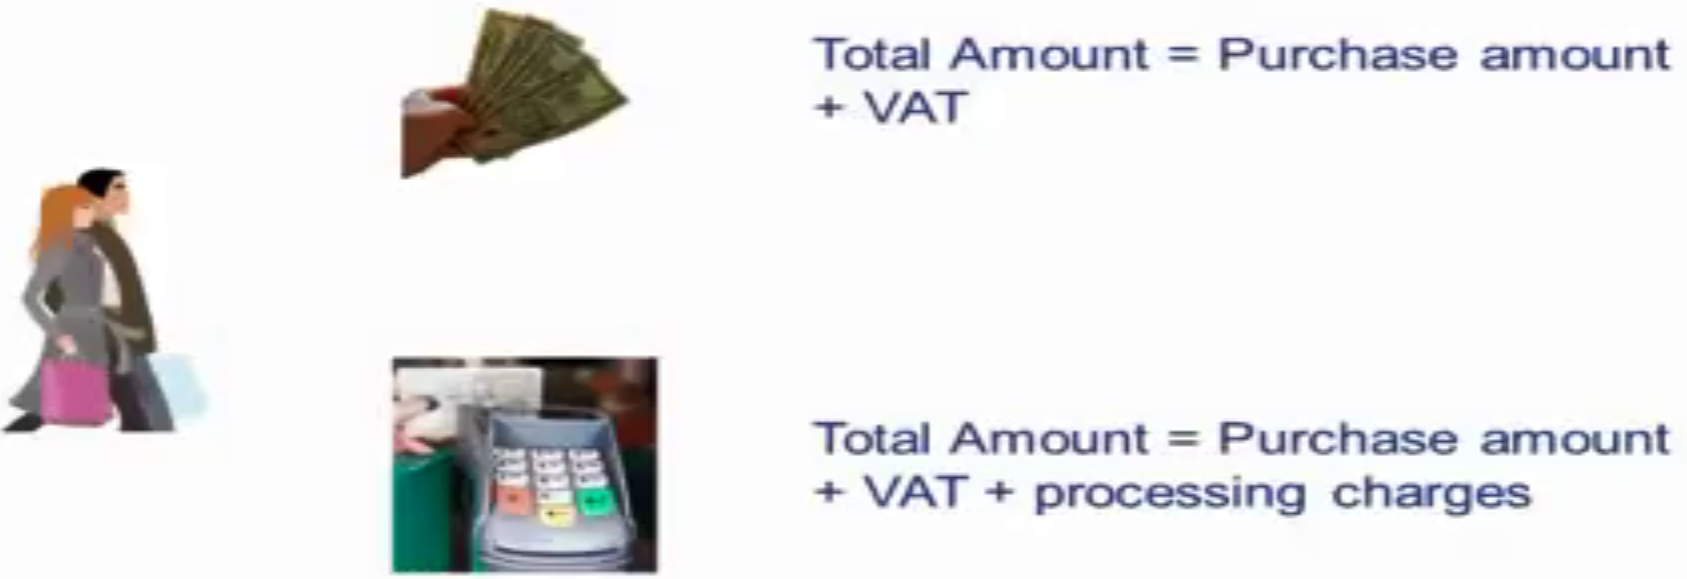 Total Amount = Purchase amount
+ VAT
Total Amount = Purchase amount
+ VAT + processing charges